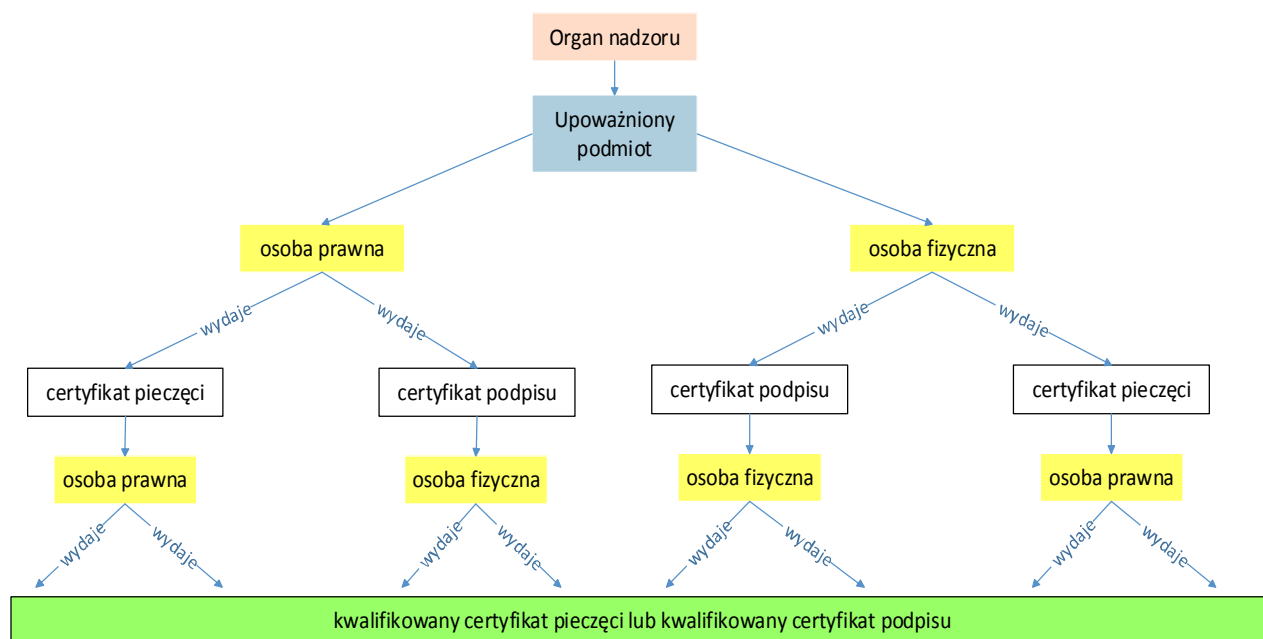 Organ nadzoru
Upoważniony
podmiot
osoba prawna
osoba fizyczna
wydaje
wydaje
wydaje
wydaje
certyfikat pieczęci
certyfikat podpisu
certyfikat podpisu
certyfikat pieczęci
osoba prawna
osoba fizyczna
osoba fizyczna
osoba prawna
wydaje
wydaje
wydaje
wydaje
wydaje
wydaje
wydaje
wydaje
kwalifikowany certyfikat pieczęci lub kwalifikowany certyfikat podpisu